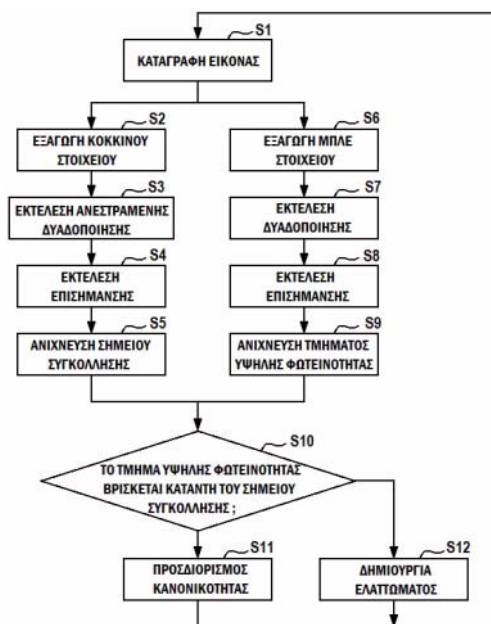 S1
ΚΑΤΑΓΡΑΦΗ ΕΙΚΟΝΑΣ
S2
ΕΞΑΓΩΓΗ ΚΟΚΚΙΝΟΥ
ΣΤΟΙΧΕΙΟΥ
S3
ΕΚΤΕΛΕΣΗ ΑΝΕΣΤΡΑΜΕΝΗΣ
ΔΥΑΔΟΠΟΙΗΣΗΣ
S4
ΕΚΤΕΛΕΣΗ
ΕΠΙΣΗΜΑΝΣΗΣ
S5
ΑΝΙΧΝΕΥΣΗ ΣΗΜΕΙΟΥ
ΣΥΓΚΟΛΛΗΣΗΣ
S6
ΕΞΑΓΩΓΗ ΜΠΛΕ
ΣΤΟΙΧΕΙΟΥ
S7
ΕΚΤΕΛΕΣΗ
ΔΥΑΔΟΠΟΙΗΣΗΣ
S8
ΕΚΤΕΛΕΣΗ
ΕΠΙΣΗΜΑΝΣΗΣ
S9
ΑΝΙΧΝΕΥΣΗ ΤΜΗΜΑΤΟΣ
ΥΨΗΛΗΣ ΦΩΤΕΙΝΟΤΗΤΑΣ
S10
ΤΟ ΤΜΗΜΑ ΥΨΗΛΗΣ ΦΩΤΕΙΝΟΤΗΤΑΣ
ΒΡΙΣΚΕΤΑΙ ΚΑΤΑΝΤΗ ΤΟΥ ΣΗΜΕΙΟΥ
ΣΥΓΚΟΛΛΗΣΗΣ ;
S11
ΠΡΟΣΔΙΟΡΙΣΜΟΣ
ΚΑΝΟΝΙΚΟΤΗΤΑΣ
S12
ΔΗΜΙΟΥΡΓΙΑ
ΕΛΑΤΤΩΜΑΤΟΣ